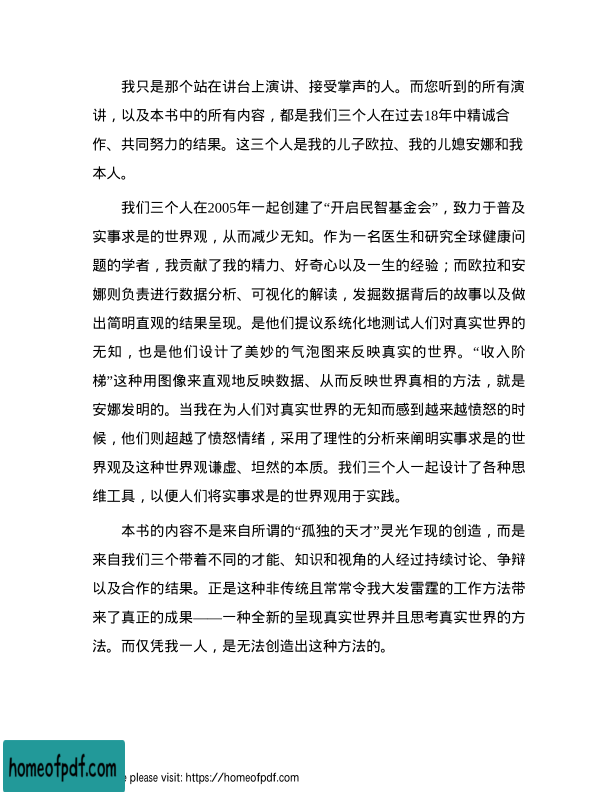 我只是那个站在讲台上演讲、接受掌声的人。而您听到的所有演
讲，以及本书中的所有内容，都是我们三个人在过去18年中精诚合
作、共同努力的结果。这三个人是我的儿子欧拉、我的儿媳安娜和我
本人。
我们三个人在2005年一起创建了“开启民智基金会”，致力于普及
实事求是的世界观，从而减少无知。作为一名医生和研究全球健康问
题的学者，我贡献了我的精力、好奇心以及一生的经验；而欧拉和安
娜则负责进行数据分析、可视化的解读，发掘数据背后的故事以及做
出简明直观的结果呈现。是他们提议系统化地测试人们对真实世界的
无知，也是他们设计了美妙的气泡图来反映真实的世界。“收入阶
梯”这种用图像来直观地反映数据、从而反映世界真相的方法，就是
安娜发明的。当我在为人们对真实世界的无知而感到越来越愤怒的时
候，他们则超越了愤怒情绪，采用了理性的分析来阐明实事求是的世
界观及这种世界观谦虚、坦然的本质。我们三个人一起设计了各种思
维工具，以便人们将实事求是的世界观用于实践。
本书的内容不是来自所谓的“孤独的天才”灵光乍现的创造，而是
来自我们三个带着不同的才能、知识和视角的人经过持续讨论、争辩
以及合作的结果。正是这种非传统且常常令我大发雷霆的工作方法带
来了真正的成果——一种全新的呈现真实世界并且思考真实世界的方
法。而仅凭我一人，是无法创造出这种方法的。
homeofpdf.com
please visit: https://homeofpdf.com